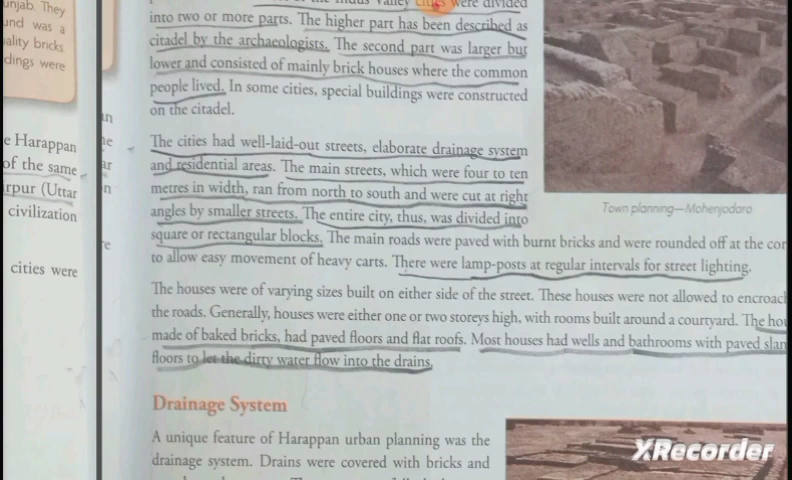 unjab. They
und was a
ality bricks
dings were
e Harappan
of the same
rpur (Uttar
civilization
cities were
an
he
ar
n
re
Indus Valley cities were divided
into two or more parts. The higher part has been described as
citadel by the archaeologists. The second part was larger but
lower and consisted of mainly brick houses where the common
people lived. In some cities, special buildings were constructed
on the citadel.
The cities had well-laid-out streets, elaborate drainage system
and residential areas. The main streets, which were four to ten
metres in width, ran from north to south and were cut at right
angles by smaller streets. The entire city, thus, was divided into
square or rectangular blocks. The main roads were paved with burnt bricks and were rounded off at the cor
to allow easy movement of heavy carts. There were lamp-posts at regular intervals for street lighting.
Town planning—Mohenjodaro
The houses were of varying sizes built on either side of the street. These houses were not allowed to encroach
the roads. Generally, houses were either one or two storeys high, with rooms built around a courtyard. The hou
made of baked bricks, had paved floors and flat roofs. Most houses had wells and bathrooms with paved slan
floors to let the dirty water flow into the drains.
Drainage System
A unique feature of Harappan urban planning was the
drainage system. Drains were covered with bricks and
XRecorder